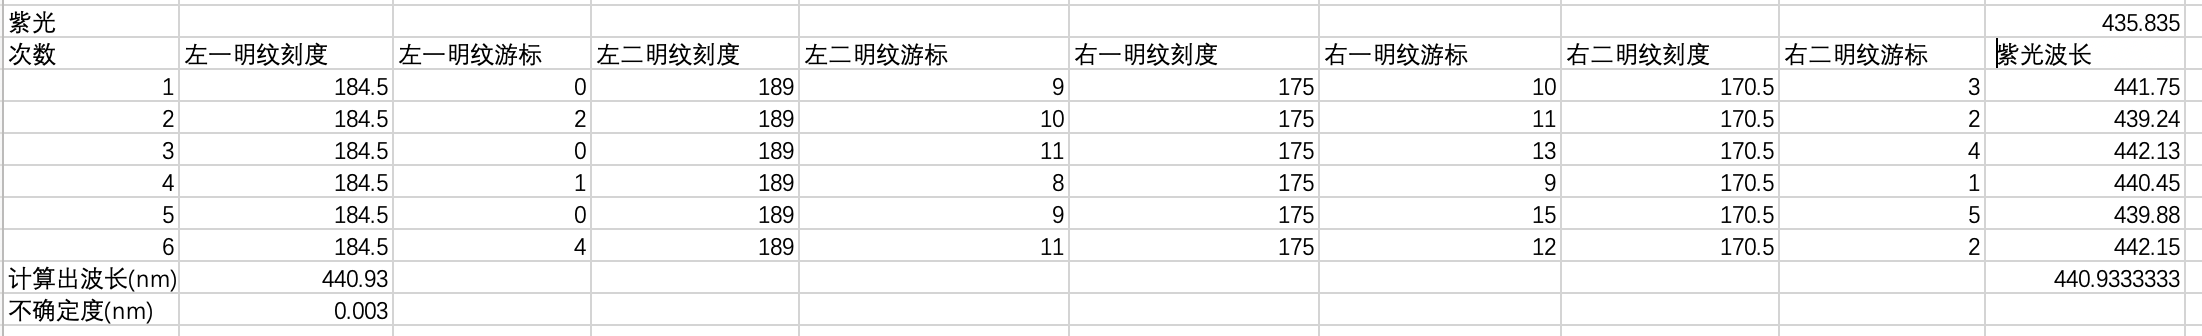 紫光 435.835
次数 左一明纹刻度 左一明纹游标 左二明纹刻度 左二明纹游标 右一明纹刻度 右一明纹游标 右二明纹刻度 右二明纹游标 紫光波长
1 184.5 0 189 9 175 10 170.5 3 441.75
2 184.5 2 189 10 175 11 170.5 2 439.24
3 184.5 0 189 11 175 13 170.5 4 442.13
4 184.5 1 189 8 175 9 170.5 1 440.45
5 184.5 0 189 9 175 15 170.5 5 439.88
6 184.5 4 189 11 175 12 170.5 2 442.15
计算出波长(nm) 440.93 440.9333333
不确定度(nm) 0.003